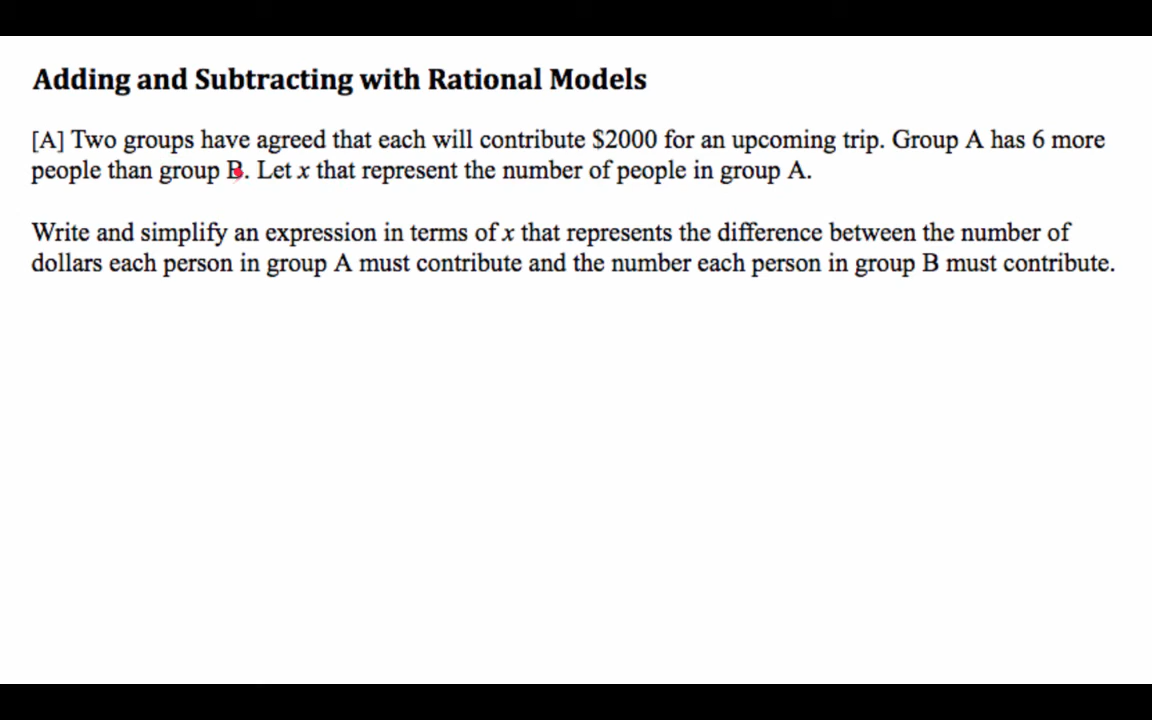 Adding and Subtracting with Rational Models
[A] Two groups have agreed that each will contribute $2000 for an upcoming trip. Group A has 6 more
people than group B. Let x that represent the number of people in group A.
Write and simplify an expression in terms of x that represents the difference between the number of
dollars each person in group A must contribute and the number each person in group B must contribute.